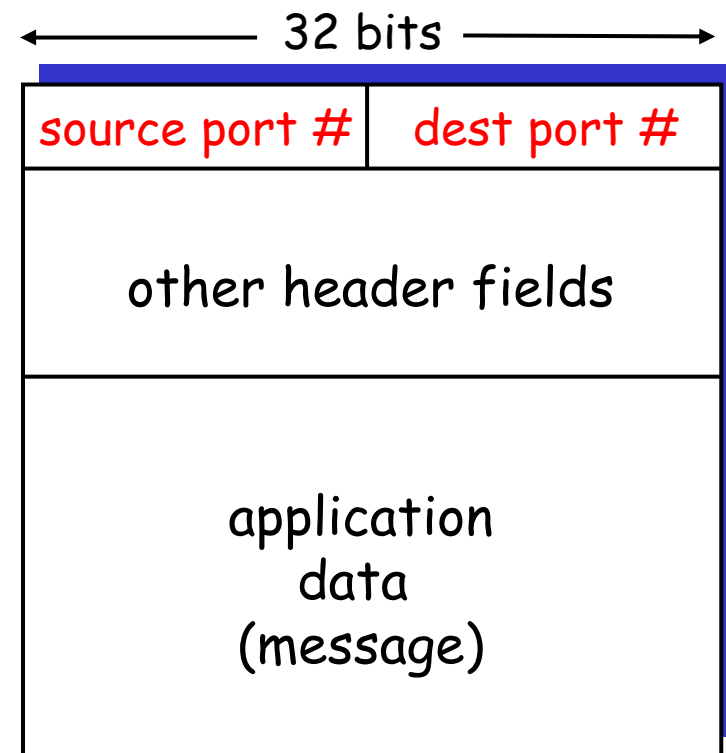 32 bits
source port # dest port #
other header fields
application
data
(message)